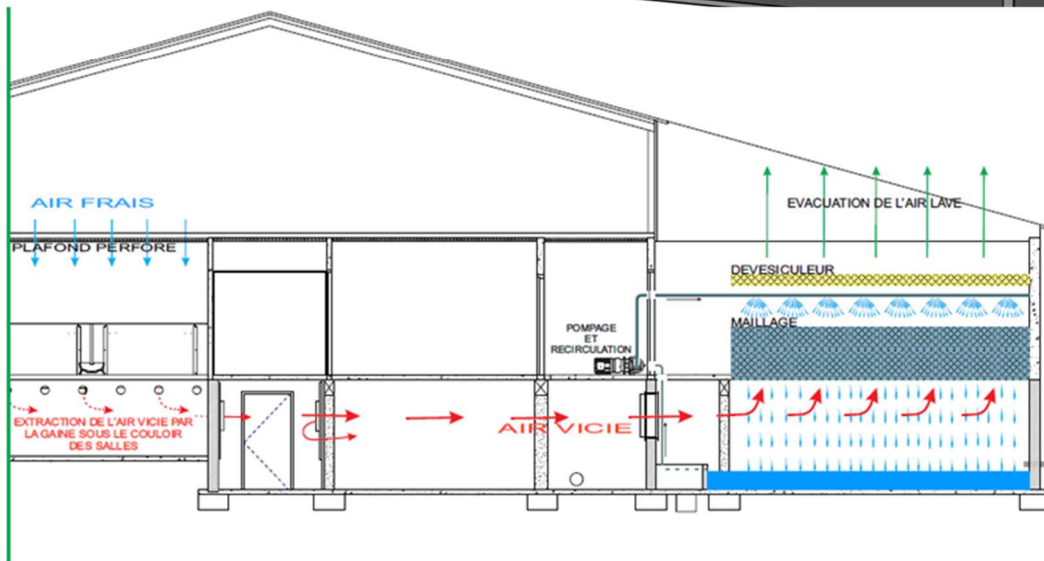 AIR FRAIS
PLAFOND PERFORE
EVACUATION DE L'AIR LAVE
DEVESICULEUR
MAILLAGE
POMPAGE
ET
RECIRCULATION
EXTRACTION DE L'AIR VICIE PAR
LA GAINE SOUS LE COULOIR
DES SALLES
AIR VICIE